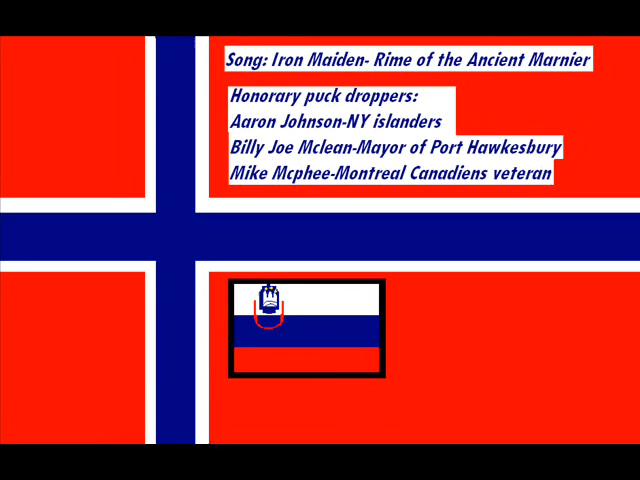 Song: Iron Maiden- Rime of the Ancient Marnier
Honorary puck droppers:
Aaron Johnson-NY islanders
Billy Joe Mclean-Mayor of Port Hawkesbury
Mike Mcphee-Montreal Canadiens veteran